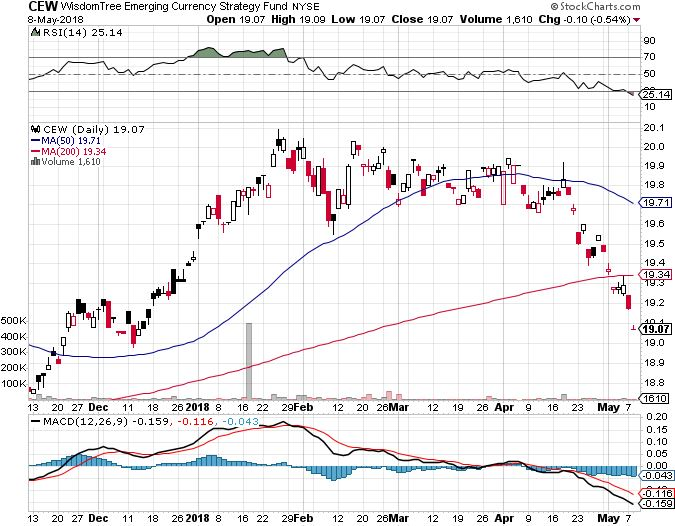 CEW WisdomTree Emerging Currency Strategy Fund NYSE © StockCharts.com
8-May-2018 Open 19.07 High 19.09 Low 19.07 Close 19.07 Volume 1,610 Chg -0.10 (-0.54%)
RSI(14) 25.14
90
70
50
30
25.14
10
CEW (Daily) 19.07
MA(50) 19.71
MA(200) 19.34
Volume 1,610
20.1
20.0
19.9
19.8
19.71
19.6
19.5
19.4
19.34
19.3
19.2
19.07
19.0
18.9
18.8
1610
500K
400K
300K
200K
100K
13 20 27 Dec 11 18 26 2018 8 16 22 29 Feb 12 20 26 Mar 12 19 26 Apr 9 16 23 May 7
MACD(12,26,9) -0.159, -0.116, -0.043
0.20
0.15
0.10
0.05
0.00
-0.043
-0.116
-0.159
13 20 27 Dec 11 18 26 2018 8 16 22 29 Feb 12 20 26 Mar 12 19 26 Apr 9 16 23 May 7